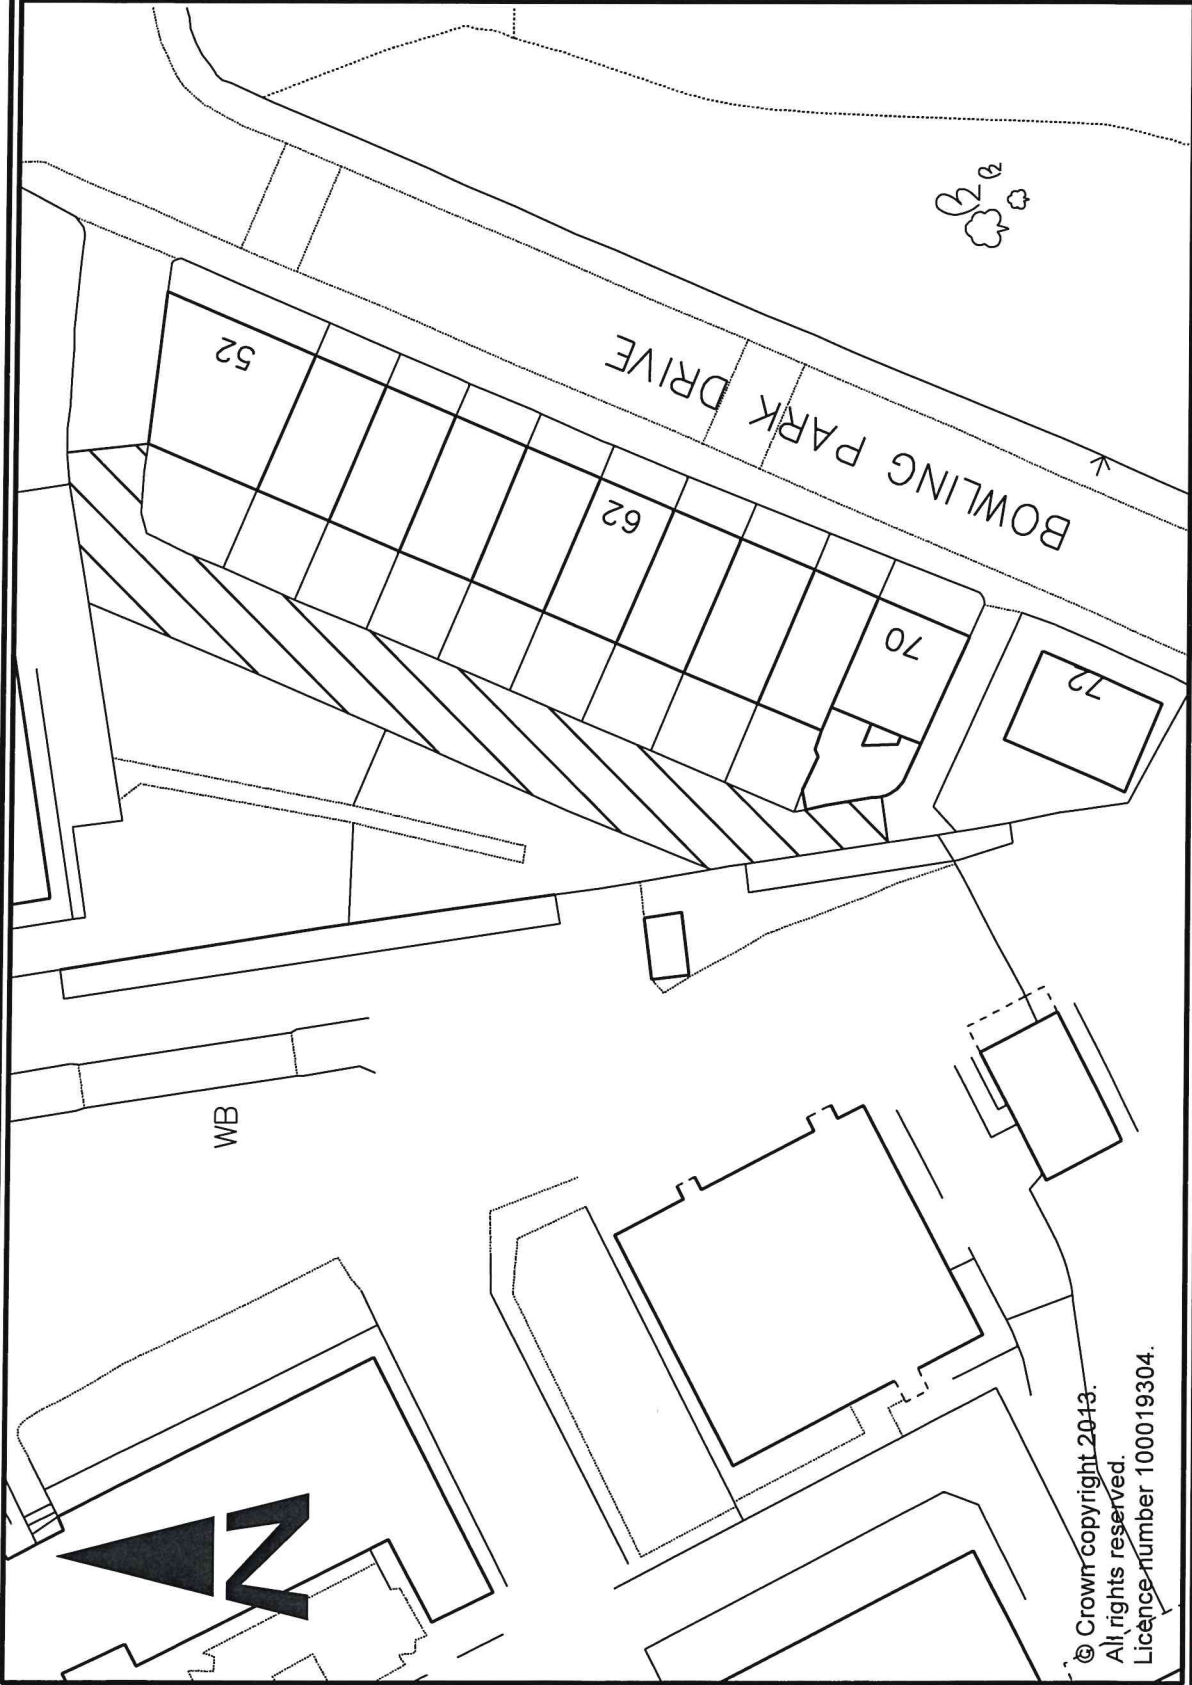 52
62
70
72
BOWLING PARK DRIVE
WB
N
© Crown copyright 2013.
All rights reserved.
Licence number 100019304.